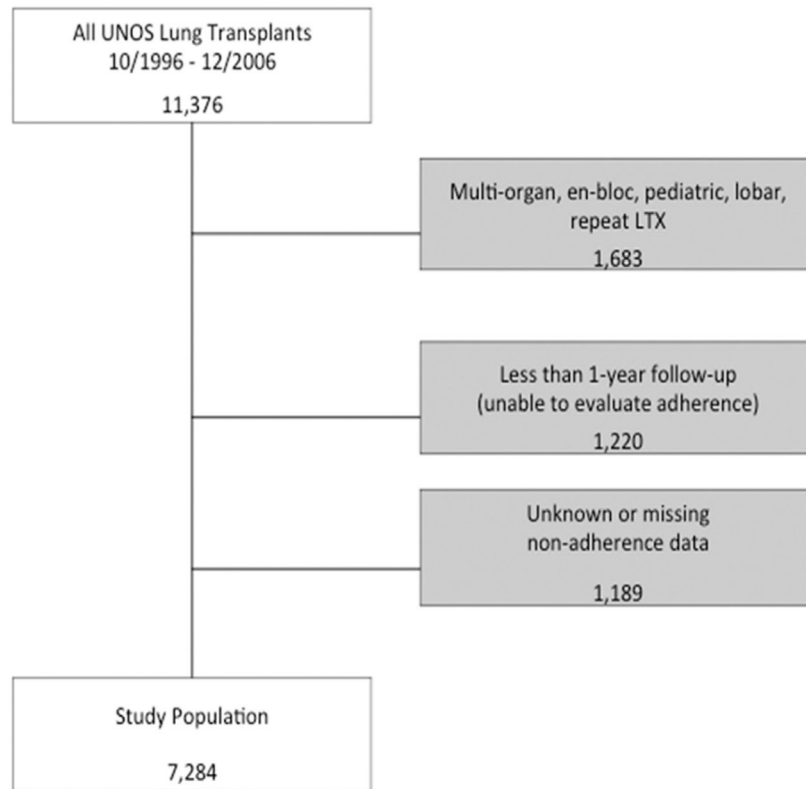 All UNOS Lung Transplants
10/1996 - 12/2006
11,376
Multi-organ, en-bloc, pediatric, lobar,
repeat LTX
1,683
Less than 1-year follow-up
(unable to evaluate adherence)
1,220
Unknown or missing
non-adherence data
1,189
Study Population
7,284